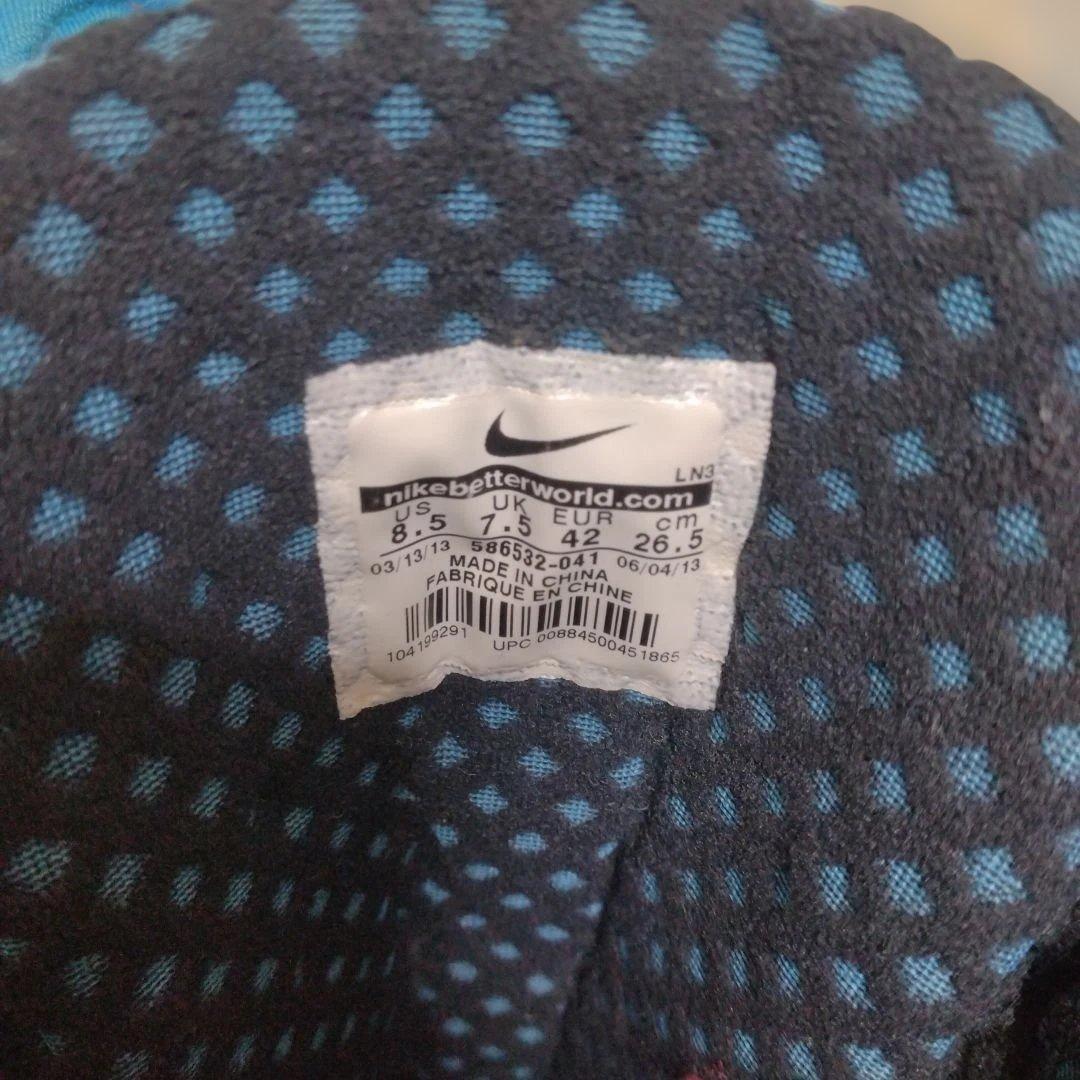 LN3
nikebetterworld.com
US UK EUR cm
8.5 7.5 42 26.5
03/13/13 586532-041 06/04/13
MADE IN CHINA
FABRIQUE EN CHINE
104199291 UPC 00884500451865